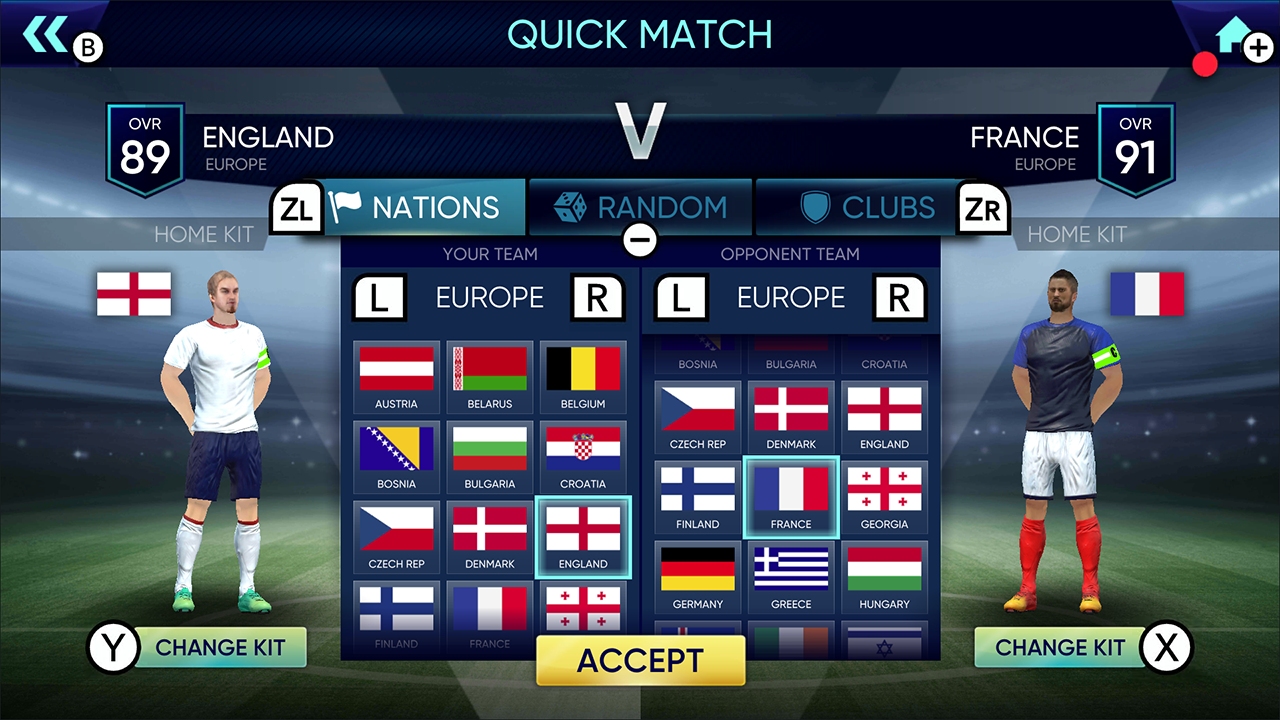 QUICK MATCH
B
+
OVR
89
ENGLAND
EUROPE
V
FRANCE
EUROPE
OVR
91
ZL
NATIONS
RANDOM
CLUBS
ZR
HOME KIT
HOME KIT
YOUR TEAM
OPPONENT TEAM
L
EUROPE
R
L
EUROPE
R
AUSTRIA
BELARUS
BELGIUM
BOSNIA
BULGARIA
CROATIA
CZECH REP
DENMARK
ENGLAND
FINLAND
FRANCE
BOSNIA
BULGARIA
CROATIA
CZECH REP
DENMARK
ENGLAND
FINLAND
FRANCE
GEORGIA
GERMANY
GREECE
HUNGARY
C
Y
CHANGE KIT
ACCEPT
CHANGE KIT
X